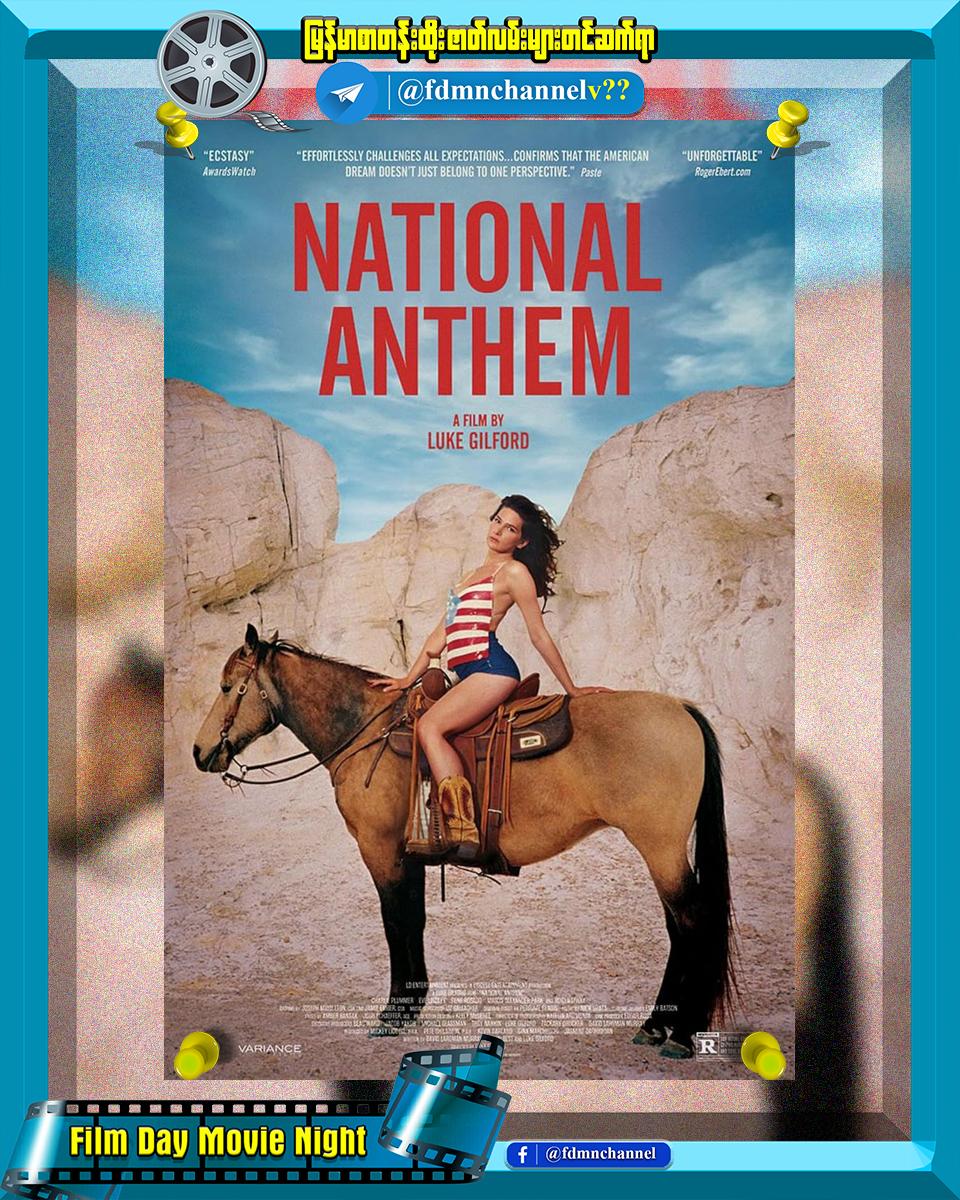 မြန်မာစာတန်းထိုးဇာတ်လမ်းများတင်ဆက်ရာ
@fdmnchannelv??
“ECSTASY”
AwardsWatch
“EFFORTLESSLY CHALLENGES ALL EXPECTATIONS...CONFIRMS THAT THE AMERICAN
DREAM DOESN’T JUST BELONG TO ONE PERSPECTIVE.” Paste
“UNFORGETTABLE”
RogerEbert.com
NATIONAL
ANTHEM
A FILM BY
LUKE GILFORD
VARIANCE
R
Film Day Movie Night
f @fdmnchannel